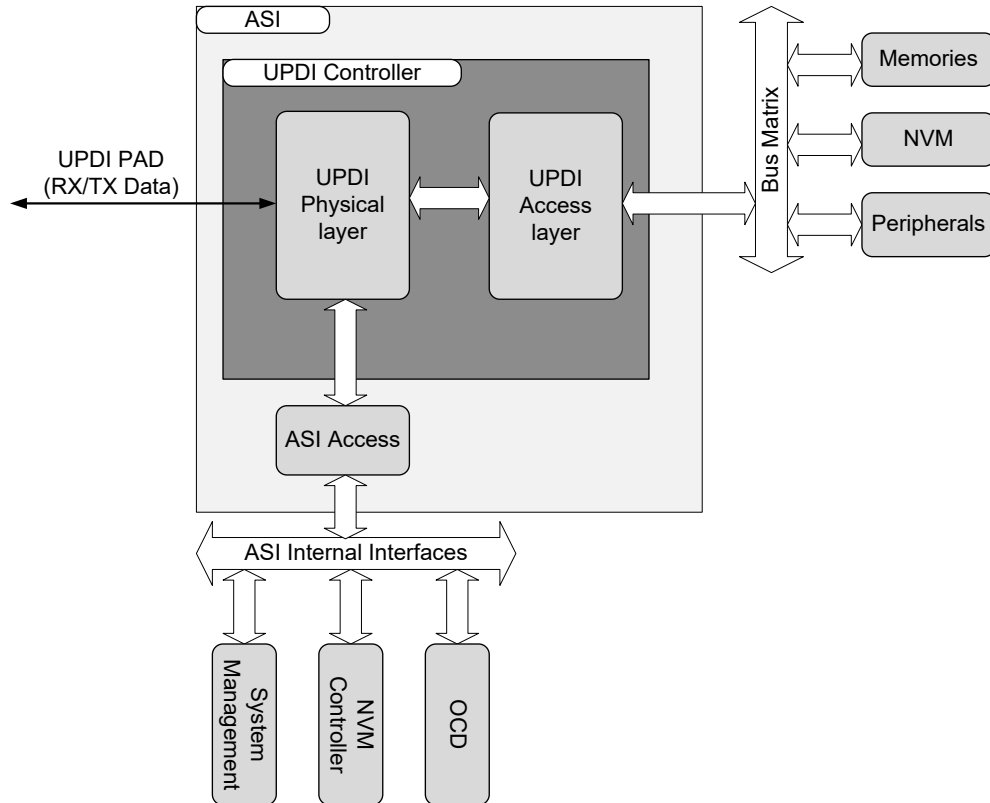 ASI
UPDI Controller
UPDI PAD
(RX/TX Data)
UPDI
Physical
layer
UPDI
Access
layer
Bus Matrix
Memories
NVM
Peripherals
ASI Access
ASI Internal Interfaces
System
Management
NVM
Controller
OCD